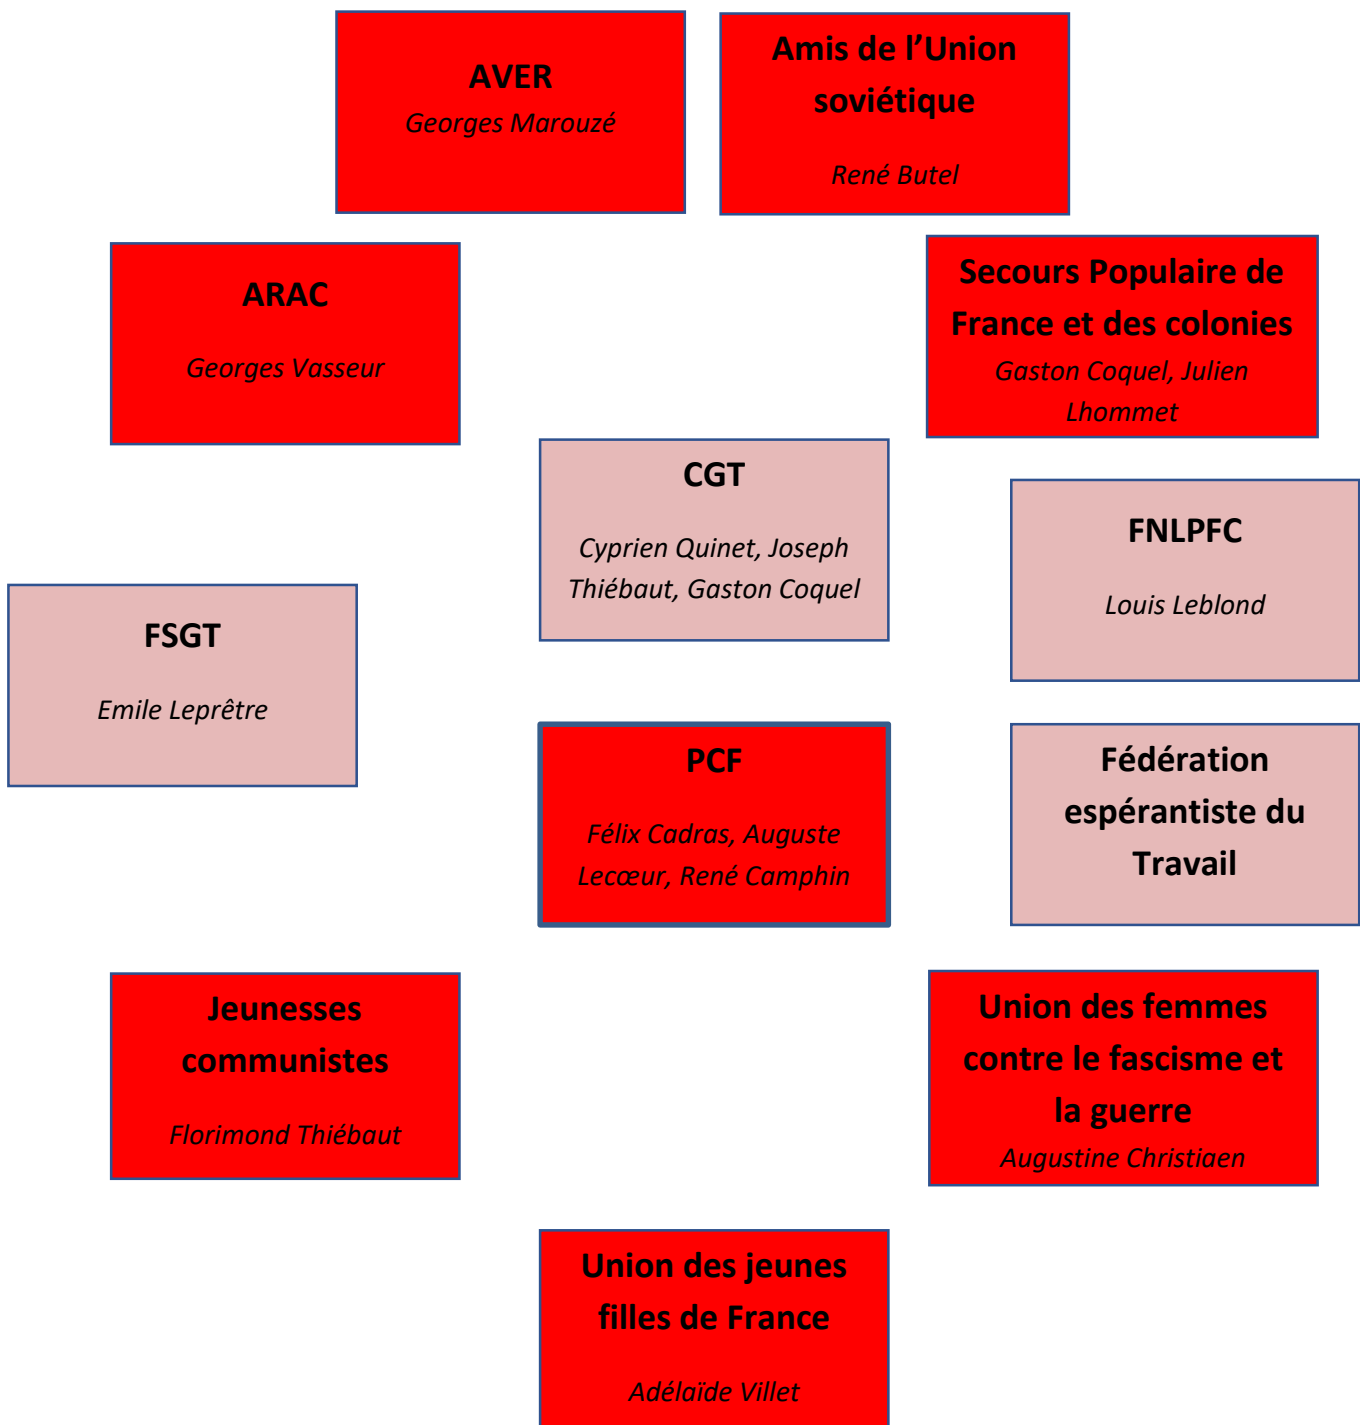 AVER
Georges Marouzé
Amis de l’Union
soviétique
René Butel
ARAC
Georges Vasseur
Secours Populaire de
France et des colonies
Gaston Coquel, Julien
Lhommet
CGT
Cyprien Quinet, Joseph
Thiébaut, Gaston Coquel
FNLPFC
Louis Leblond
FSGT
Emile Leprêtre
PCF
Félix Cadras, Auguste
Lecœur, René Camphin
Fédération
espérantiste du
Travail
Jeunesses
communistes
Florimond Thiébaut
Union des femmes
contre le fascisme et
la guerre
Augustine Christiaen
Union des jeunes
filles de France
Adélaïde Villet